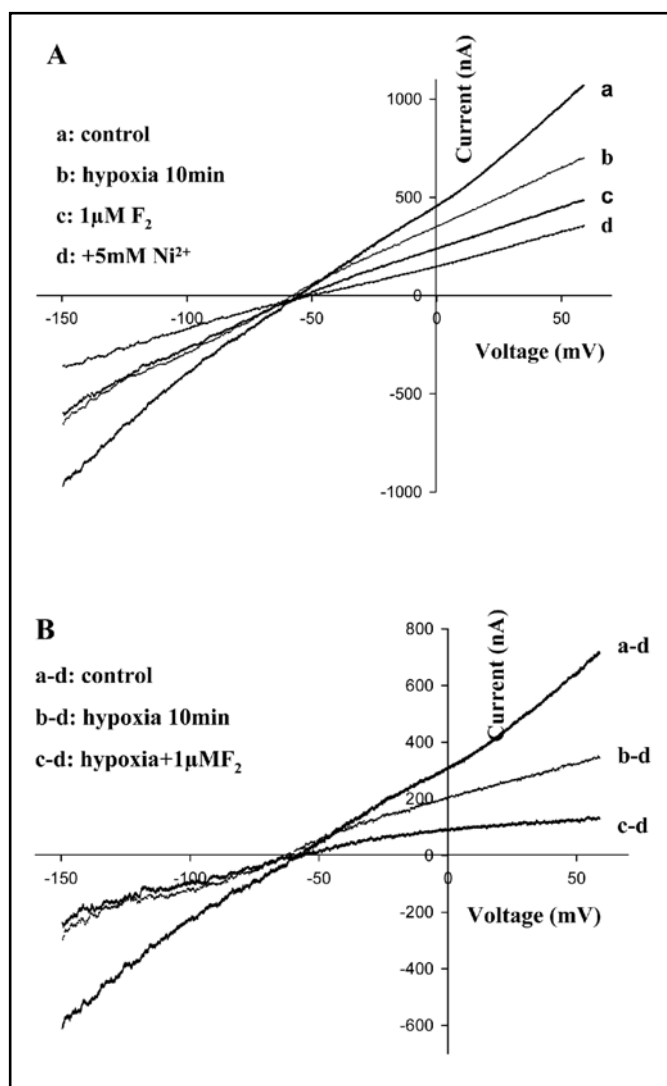 A
Current (nA)
1000
a
a: control
b
b: hypoxia 10min
500
c
c: 1µM F₂
d
d: +5mM Ni²⁺
0
-150
-100
-50
0
50
Voltage (mV)
-500
-1000
B
Current (nA)
800
a-d
a-d: control
600
b-d: hypoxia 10min
400
b-d
c-d: hypoxia+1µMF₂
200
c-d
0
-150
-100
-50
0
50
-200
Voltage (mV)
-400
-600